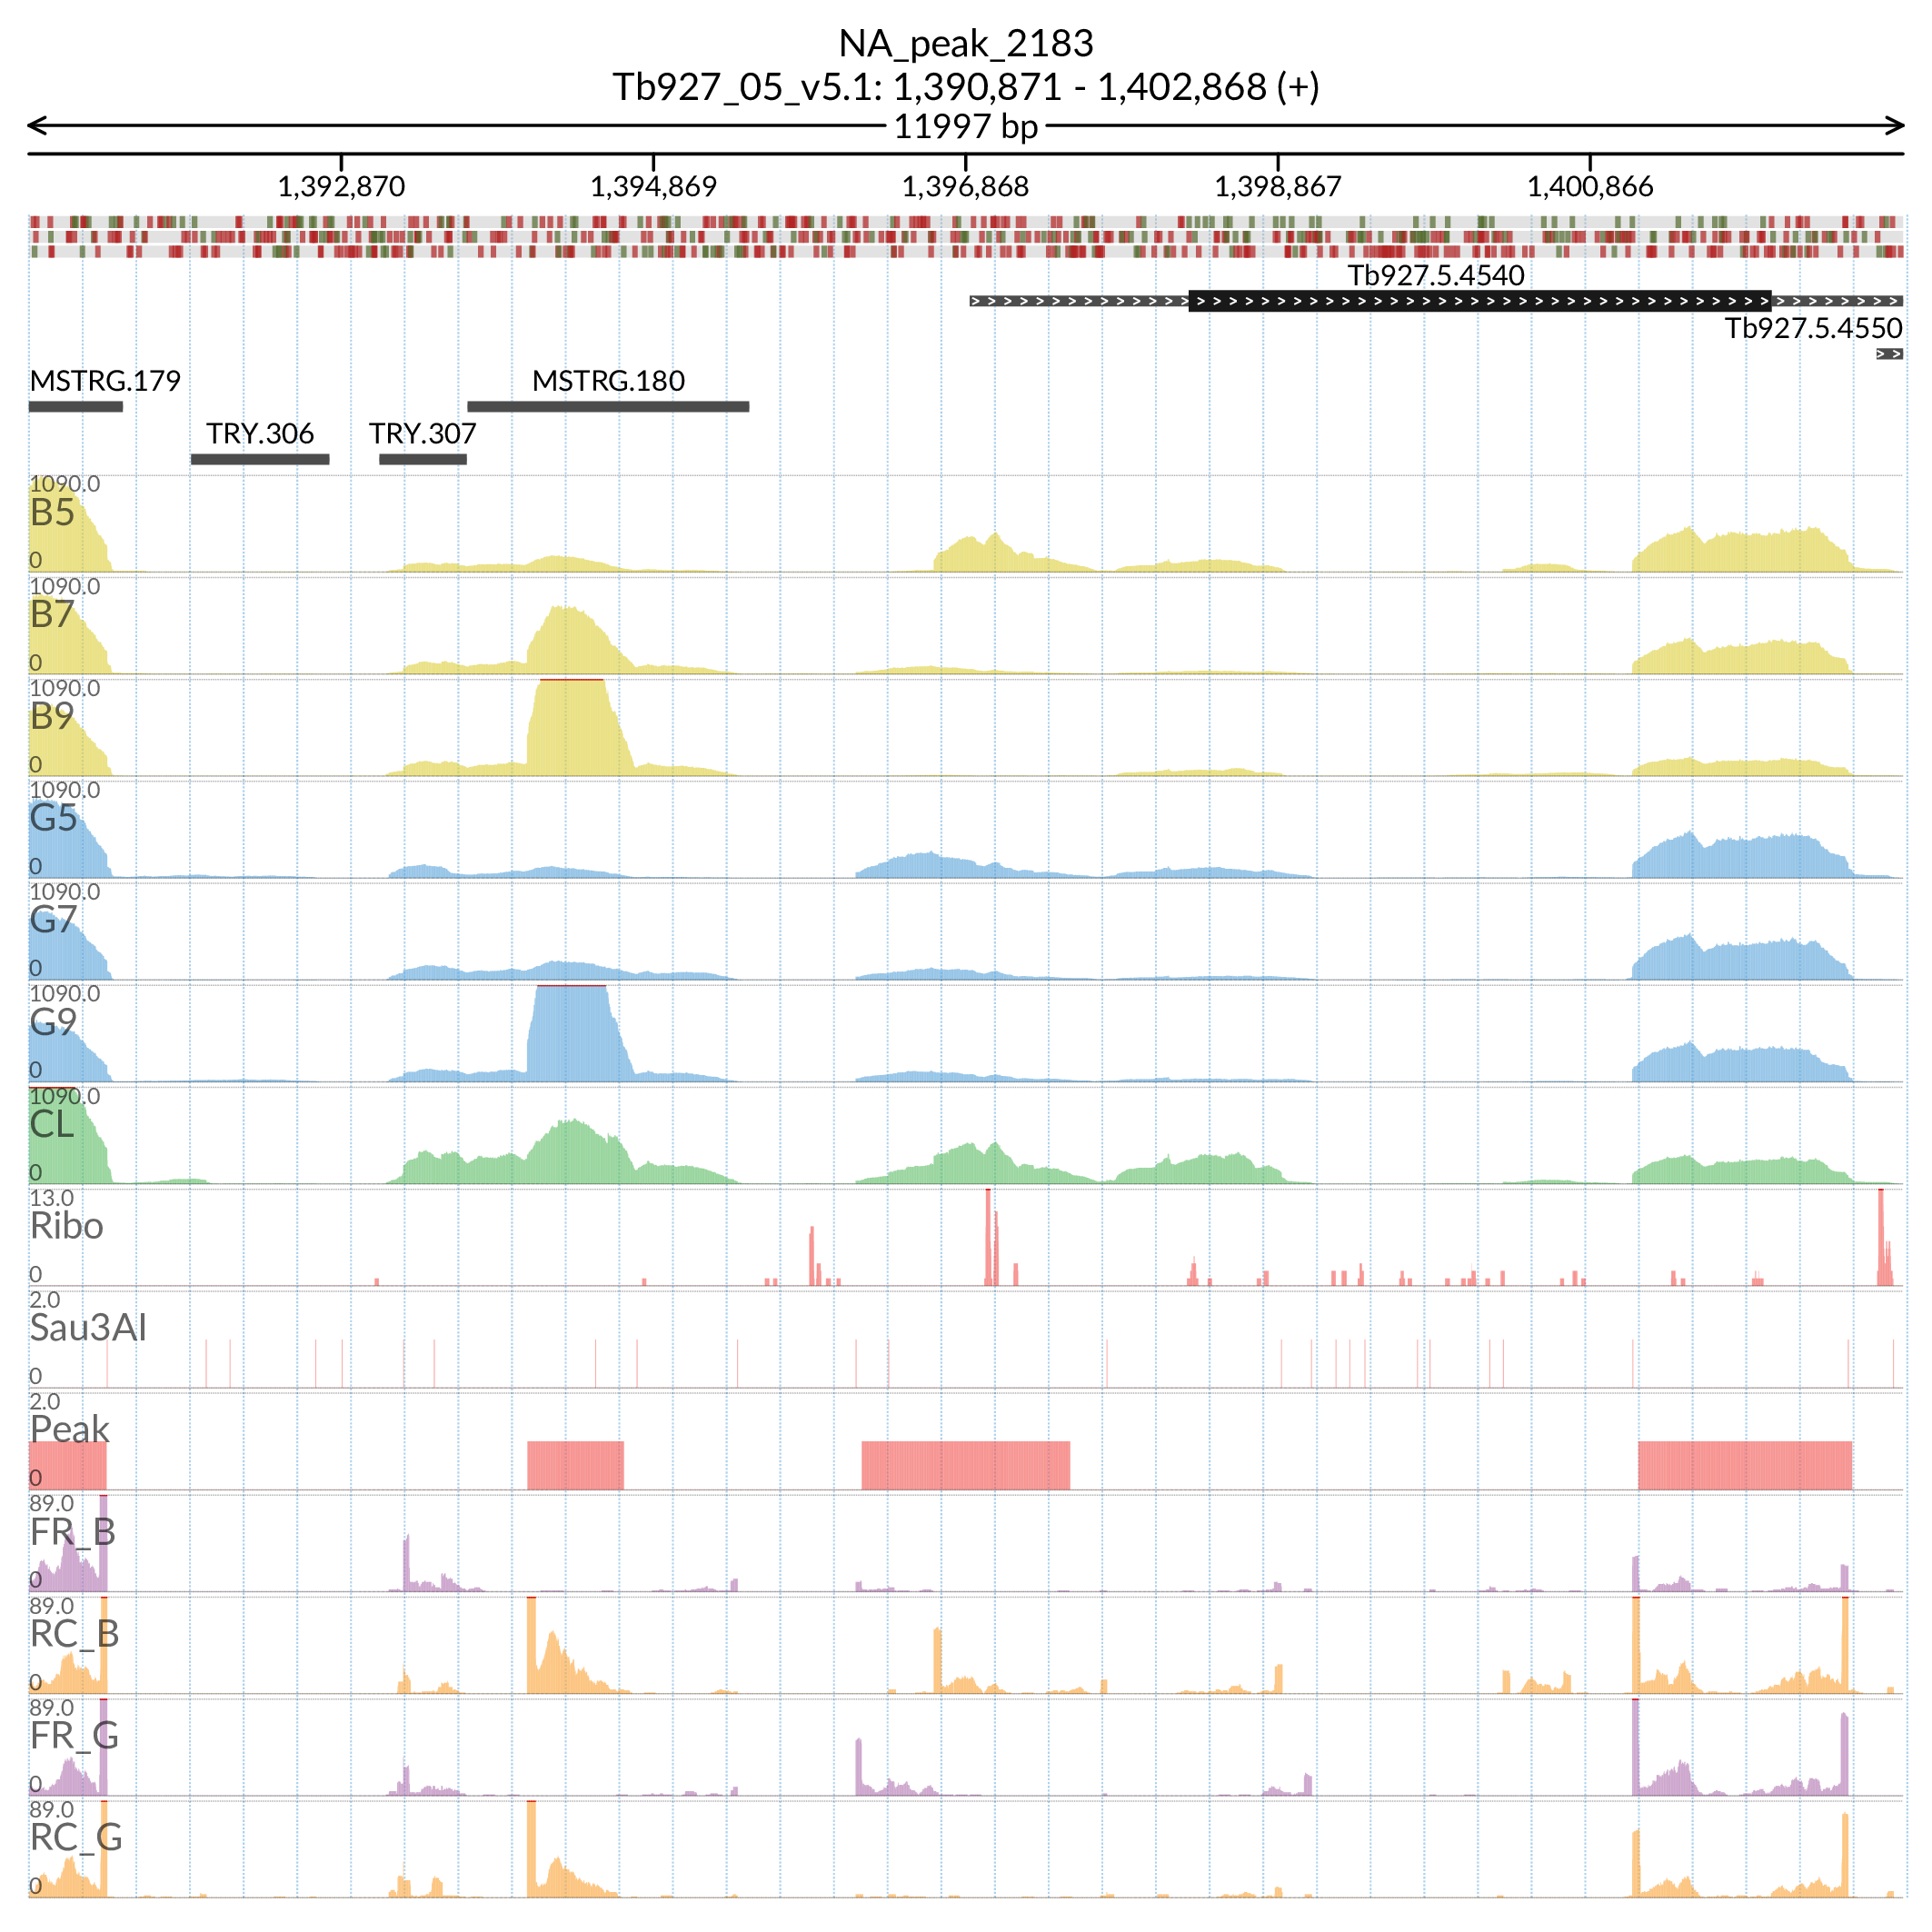 NA_peak_2183
Tb927_05_v5.1: 1,390,871 - 1,402,868 (+)
11997 bp
1,392,870 1,394,869 1,396,868 1,398,867 1,400,866
Tb927.5.4540
Tb927.5.4550
MSTRG.179 MSTRG.180
TRY.306 TRY.307
1090.0
B5
0
1090.0
B7
0
1090.0
B9
0
1090.0
G5
0
1090.0
G7
0
1090.0
G9
0
1090.0
CL
0
13.0
Ribo
0
2.0
Sau3AI
0
2.0
Peak
0
89.0
FR_B
0
89.0
RC_B
0
89.0
FR_G
0
89.0
RC_G
0